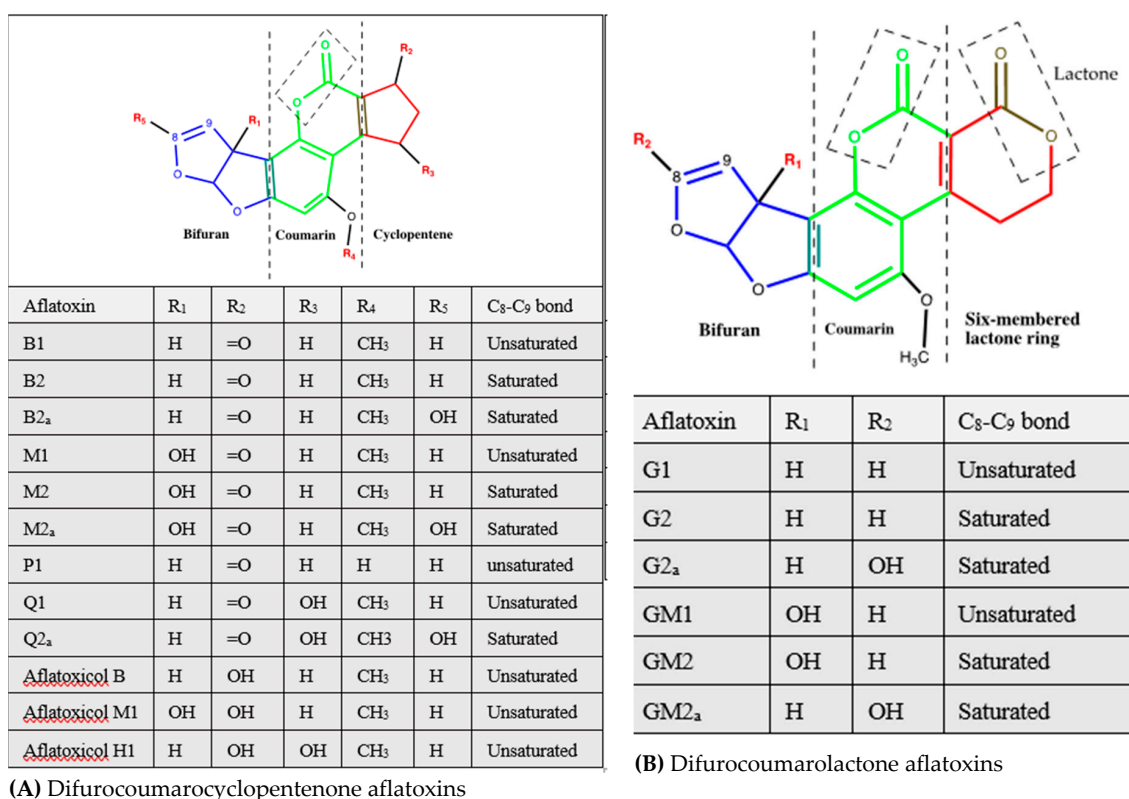 O
R₂
O
R₅
9
8
R₁
O
O
R₃
O
R₄
Bifuran Coumarin Cyclopentene
Aflatoxin R₁ R₂ R₃ R₄ R₅ C₈-C₉ bond
B1 H =O H CH₃ H Unsaturated
B2 H =O H CH₃ H Saturated
B2ₐ H =O H CH₃ OH Saturated
M1 OH =O H CH₃ H Unsaturated
M2 OH =O H CH₃ H Saturated
M2ₐ OH =O H CH₃ OH Saturated
P1 H =O H H H unsaturated
Q1 H =O OH CH₃ H Unsaturated
Q2ₐ H =O OH CH3 OH Saturated
Aflatoxicol B H OH H CH₃ H Unsaturated
Aflatoxicol M1 OH OH H CH₃ H Unsaturated
Aflatoxicol H1 H OH OH CH₃ H Unsaturated
(A) Difurocoumarocyclopentenone aflatoxins
O
O
Lactone
O
O
R₂
9
R₁
8
O
O
O
H₃C
Bifuran
Coumarin
Six-membered
lactone ring
Aflatoxin R₁ R₂ C₈-C₉ bond
G1 H H Unsaturated
G2 H H Saturated
G2ₐ H OH Saturated
GM1 OH H Unsaturated
GM2 OH H Saturated
GM2ₐ H OH Saturated
(B) Difurocoumarolactone aflatoxins